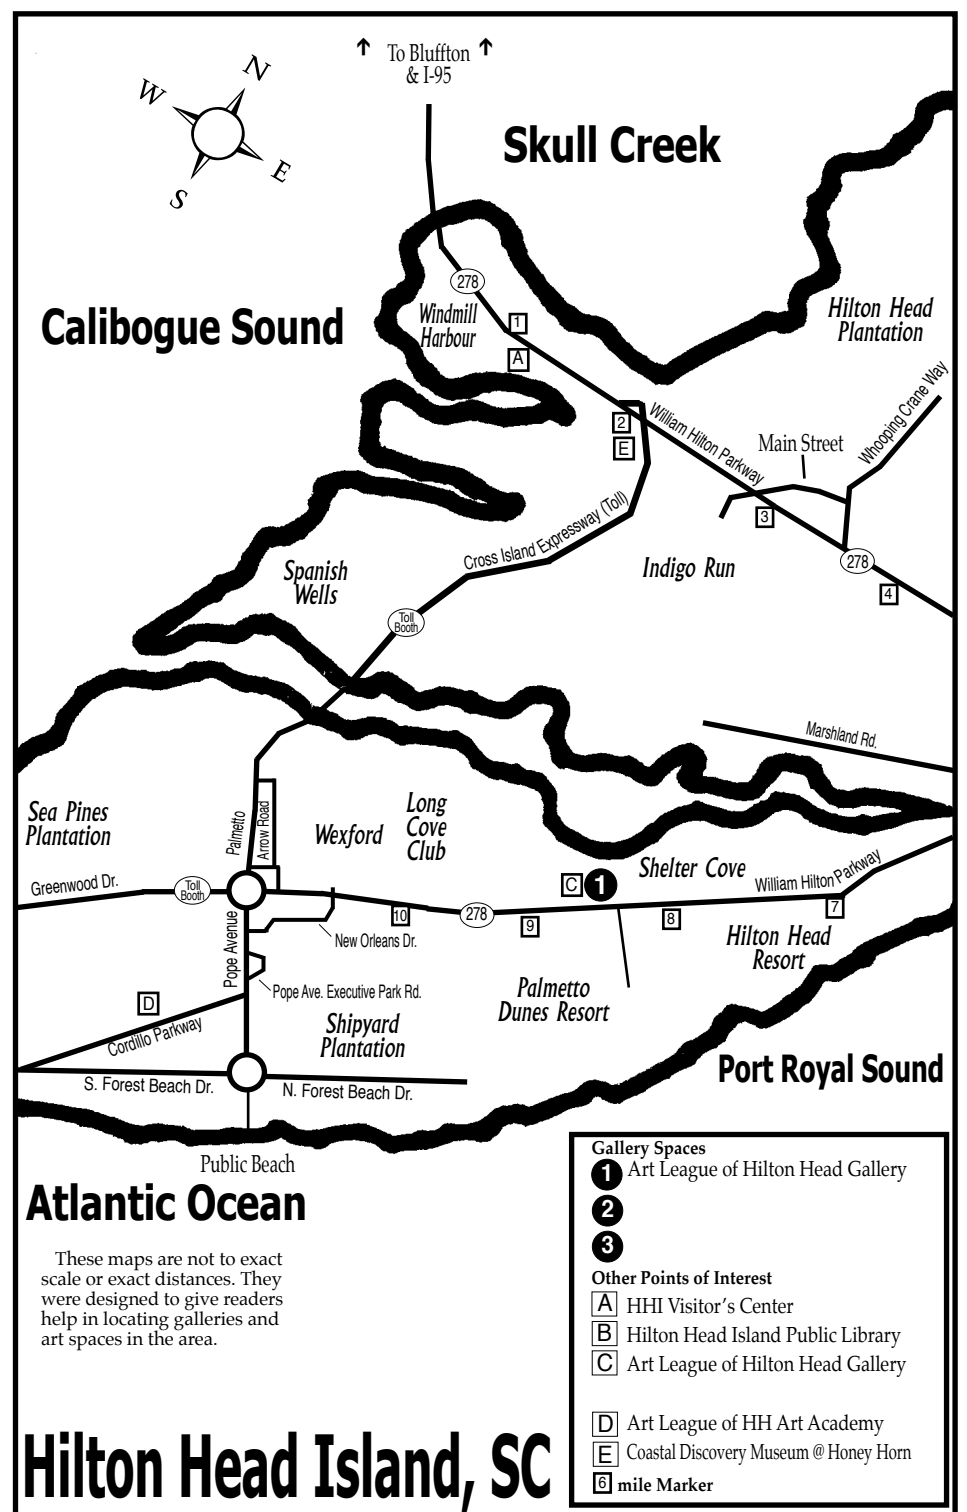 To Bluffton
& I-95
N
W
E
S
Skull Creek
Calibogue Sound
278
Windmill
Harbour
1
A
Hilton Head
Plantation
2
E
William Hilton Parkway
Main Street
Whooping Crane Way
3
Cross Island Expressway (Toll)
Indigo Run
278
4
Spanish
Wells
Toll
Booth
Marshland Rd.
Sea Pines
Plantation
Palmetto
Arrow Road
Wexford
Long
Cove
Club
Shelter Cove
C
1
William Hilton Parkway
Greenwood Dr.
Toll
Booth
10
278
9
8
7
Pope Avenue
New Orleans Dr.
Hilton Head
Resort
Pope Ave. Executive Park Rd.
Palmetto
Dunes Resort
D
Cordillo Parkway
Shipyard
Plantation
Port Royal Sound
S. Forest Beach Dr.
N. Forest Beach Dr.
Public Beach
Atlantic Ocean
These maps are not to exact
scale or exact distances. They
were designed to give readers
help in locating galleries and
art spaces in the area.
Hilton Head Island, SC
Gallery Spaces
1 Art League of Hilton Head Gallery
2
3
Other Points of Interest
A HHI Visitor's Center
B Hilton Head Island Public Library
C Art League of Hilton Head Gallery
D Art League of HH Art Academy
E Coastal Discovery Museum @ Honey Horn
6 mile Marker